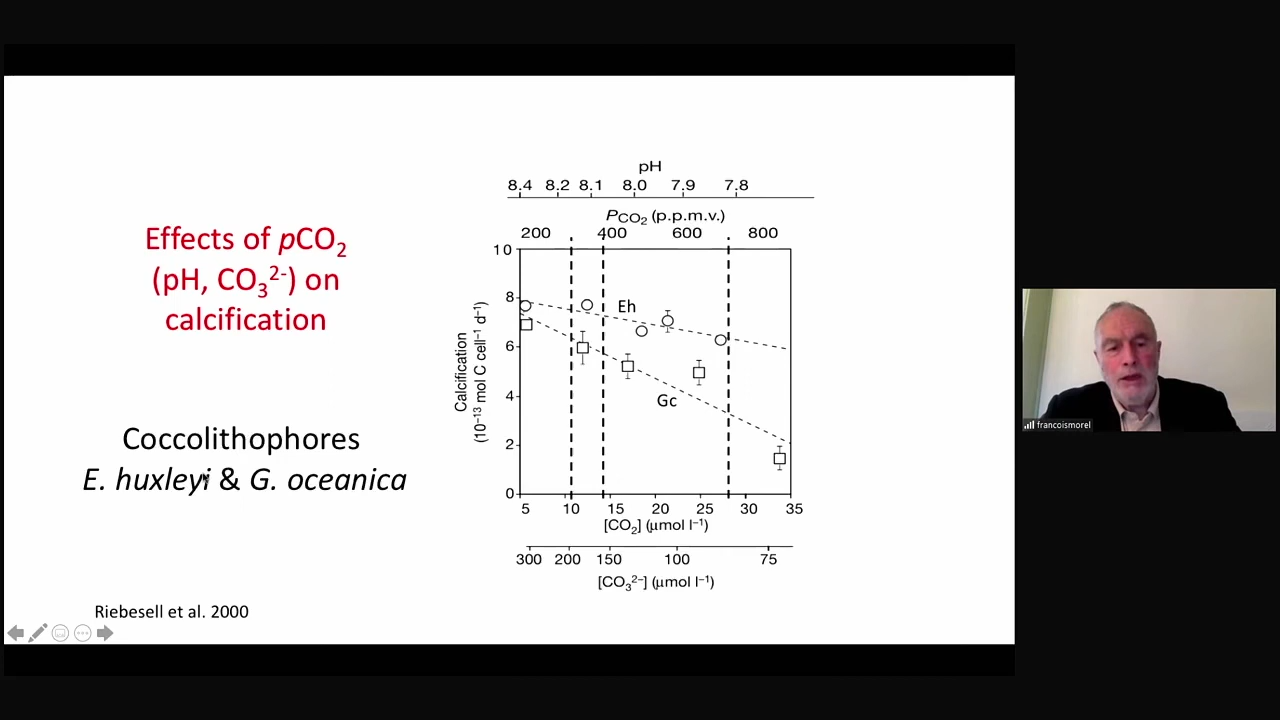 Effects of pCO₂
(pH, CO₃²⁻) on
calcification
Coccolithophores
E. huxleyi & G. oceanica
Riebesell et al. 2000
pH
8.4 8.2 8.1 8.0 7.9 7.8
PCO₂ (p.p.m.v.)
200 400 600 800
10
8
6
4
2
0
Calcification
(10⁻¹³ mol C cell⁻¹ d⁻¹)
Eh
Gc
5 10 15 20 25 30 35
[CO₂] (μmol l⁻¹)
300 200 150 100 75
[CO₃²⁻] (μmol l⁻¹)
francoismorel